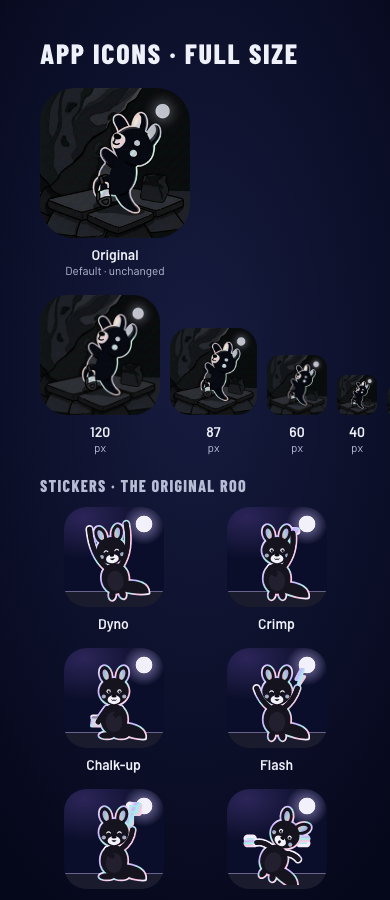 APP ICONS · FULL SIZE
Original
Default · unchanged
120
px
87
px
60
px
40
px
STICKERS · THE ORIGINAL ROO
Dyno
Crimp
Chalk-up
Flash